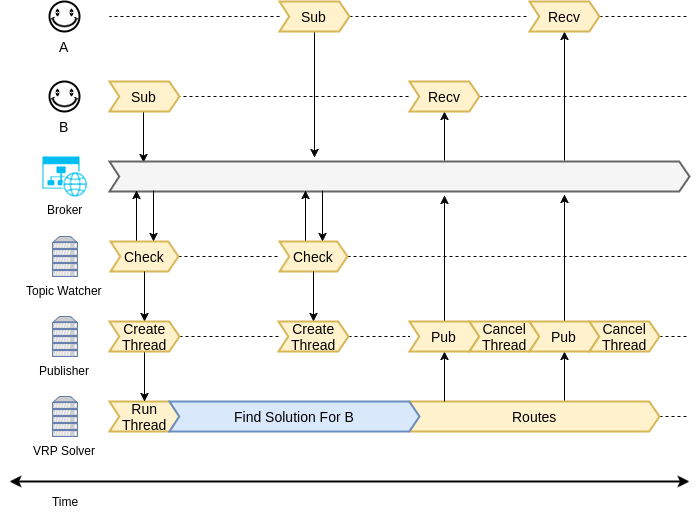 Sub
Recv
A
Sub
Recv
B
Broker
Check
Check
Topic Watcher
Create
Thread
Create
Thread
Pub
Cancel
Thread
Pub
Cancel
Thread
Publisher
Run
Thread
Find Solution For B
Routes
VRP Solver
Time